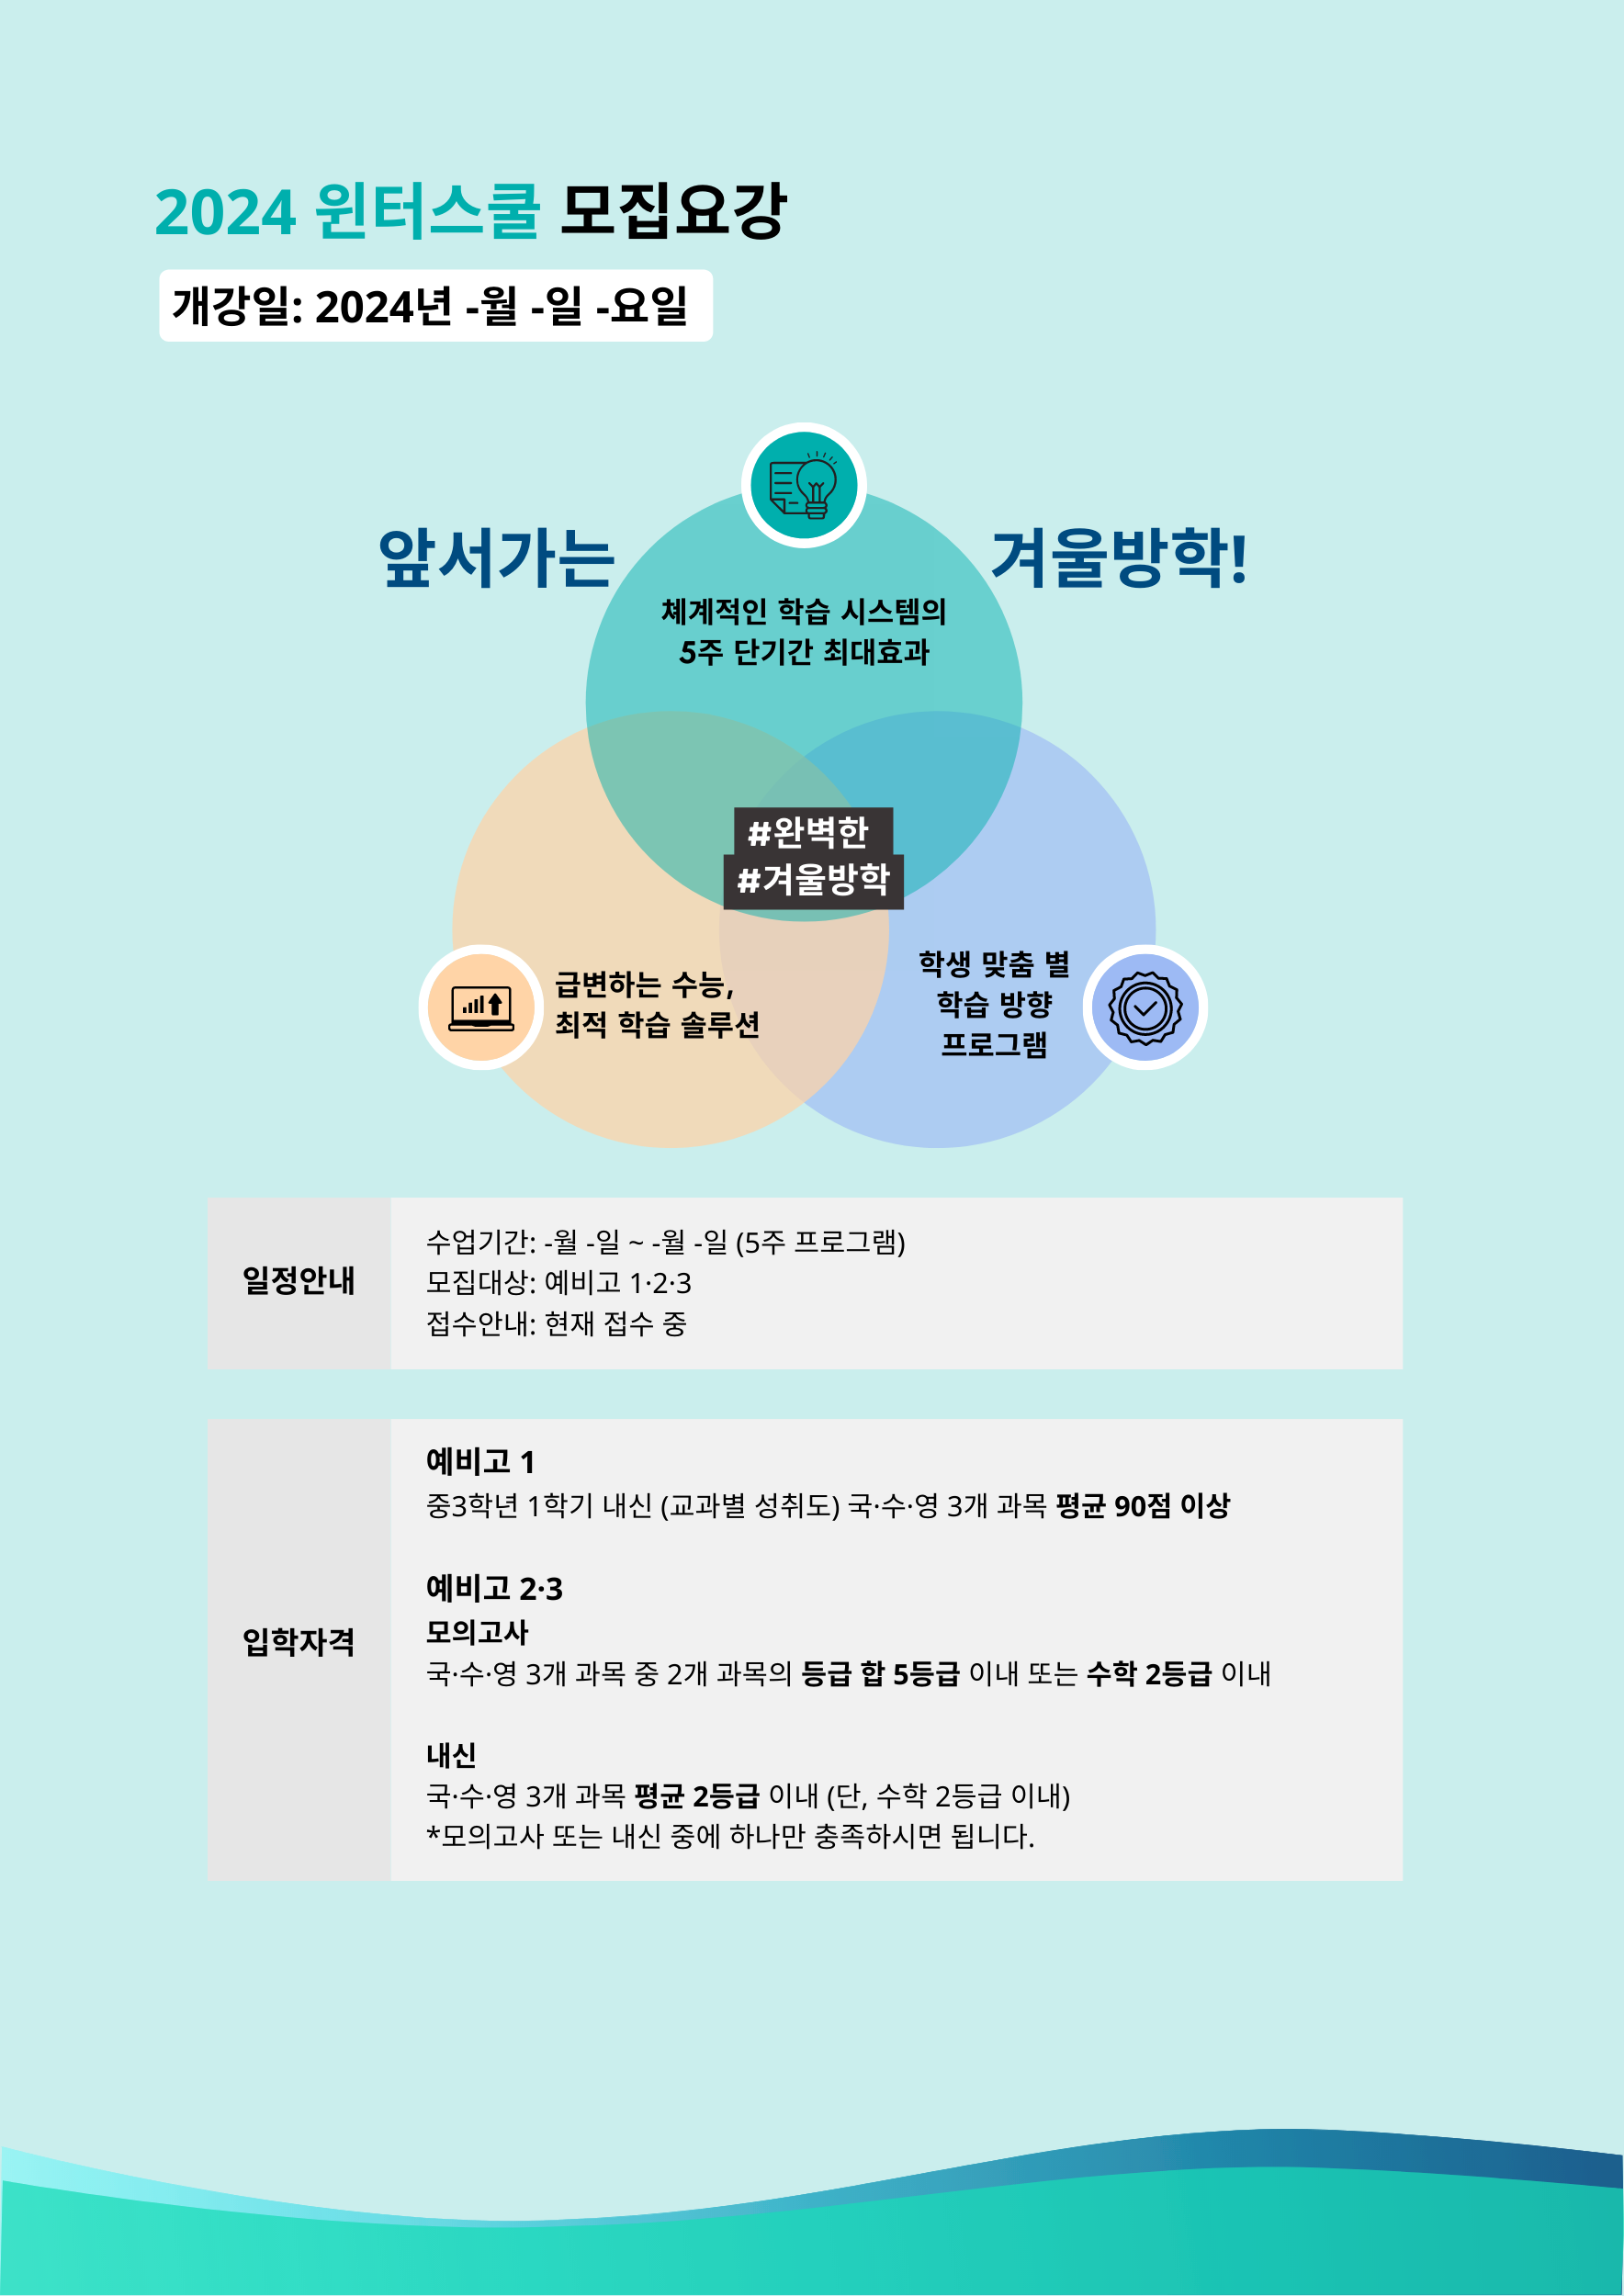 2024 윈터스쿨 모집요강
개강일: 2024년 -월 -일 -요일
앞서가는 겨울방학!
체계적인 학습 시스템의
5주 단기간 최대효과
#완벽한
#겨울방학
급변하는 수능,
최적 학습 솔루션
학생 맞춤 별
학습 방향
프로그램
일정안내
수업기간: -월 -일 ~ -월 -일 (5주 프로그램)
모집대상: 예비고 1·2·3
접수안내: 현재 접수 중
입학자격
예비고 1
중3학년 1학기 내신 (교과별 성취도) 국·수·영 3개 과목 평균 90점 이상
예비고 2·3
모의고사
국·수·영 3개 과목 중 2개 과목의 등급 합 5등급 이내 또는 수학 2등급 이내
내신
국·수·영 3개 과목 평균 2등급 이내 (단, 수학 2등급 이내)
*모의고사 또는 내신 중에 하나만 충족하시면 됩니다.